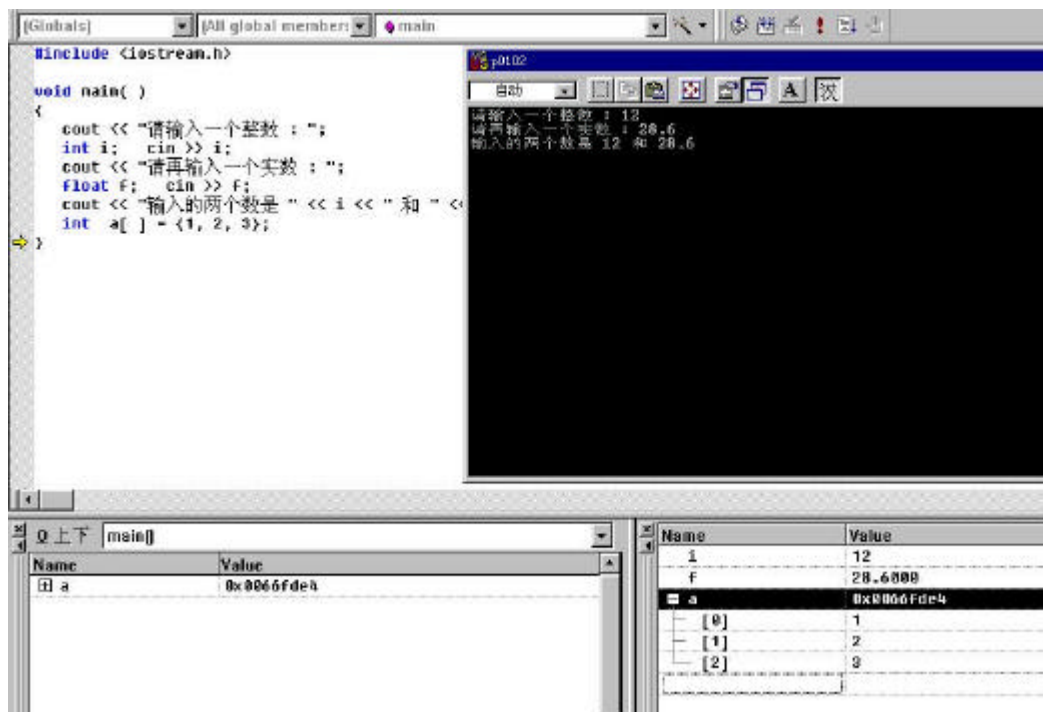 (Globals) (All global members main
#include <iostream.h>
void main( )
{
cout << "请输入一个整数 : ";
int i; cin >> i;
cout << "请再输入一个实数 : ";
float f; cin >> f;
cout << "输入的两个数是 " << i << " 和 " <<
int a[ ] = {1, 2, 3};
}
p0102
自动 A 汉
请输入一个整数 : 12
请再输入一个实数 : 28.6
输入的两个数是 12 和 28.6
上下 main()
Name Value
a 0x0066fde4
Name Value
i 12
f 28.6000
a 0x0066fde4
[0] 1
[1] 2
[2] 3